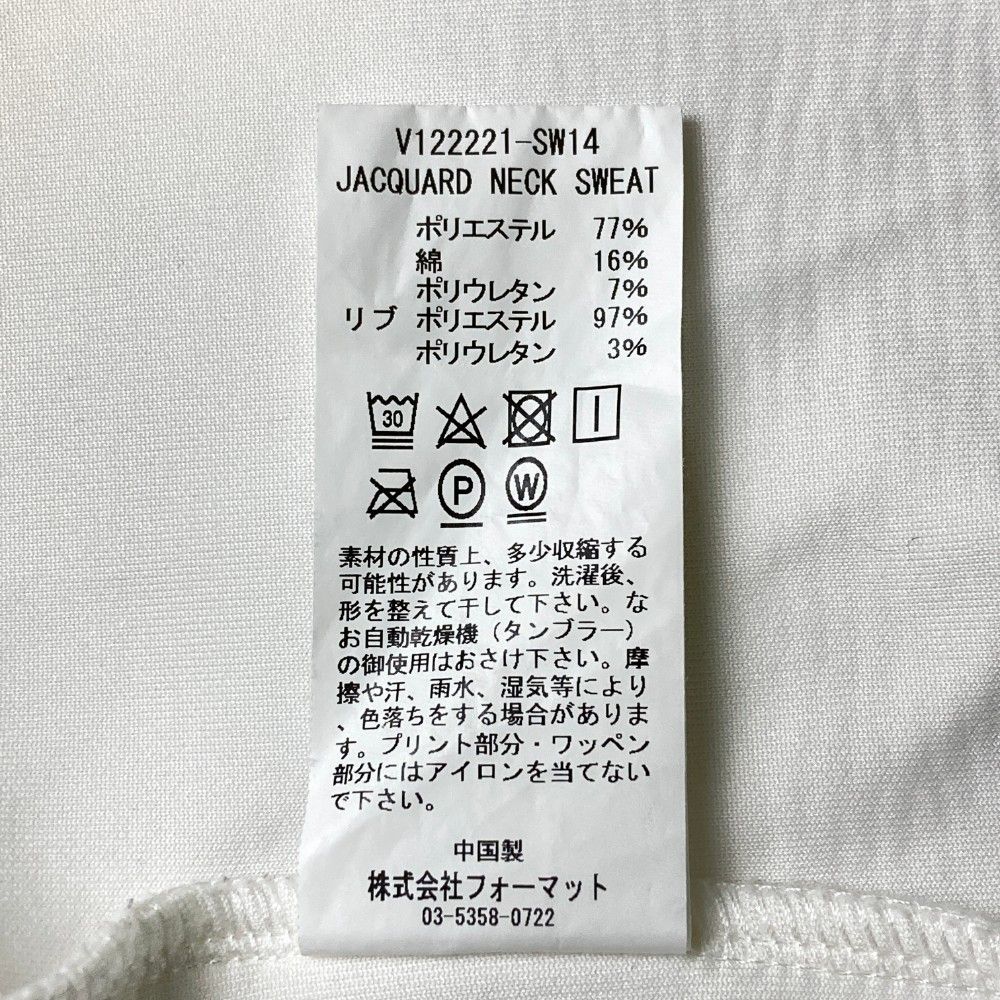 V122221-SW14
JACQUARD NECK SWEAT
ポリエステル 77%
綿 16%
ポリウレタン 7%
リブ ポリエステル 97%
ポリウレタン 3%
30
P
W
素材の性質上、多少収縮する
可能性があります。洗濯後、
形を整えて干して下さい。な
お自動乾燥機（タンブラー）
の御使用はおさけ下さい。摩
擦や汗、雨水、湿気等により
、色落ちをする場合がありま
す。プリント部分・ワッペン
部分にはアイロンを当てない
で下さい。
中国製
株式会社フォーマット
03-5358-0722